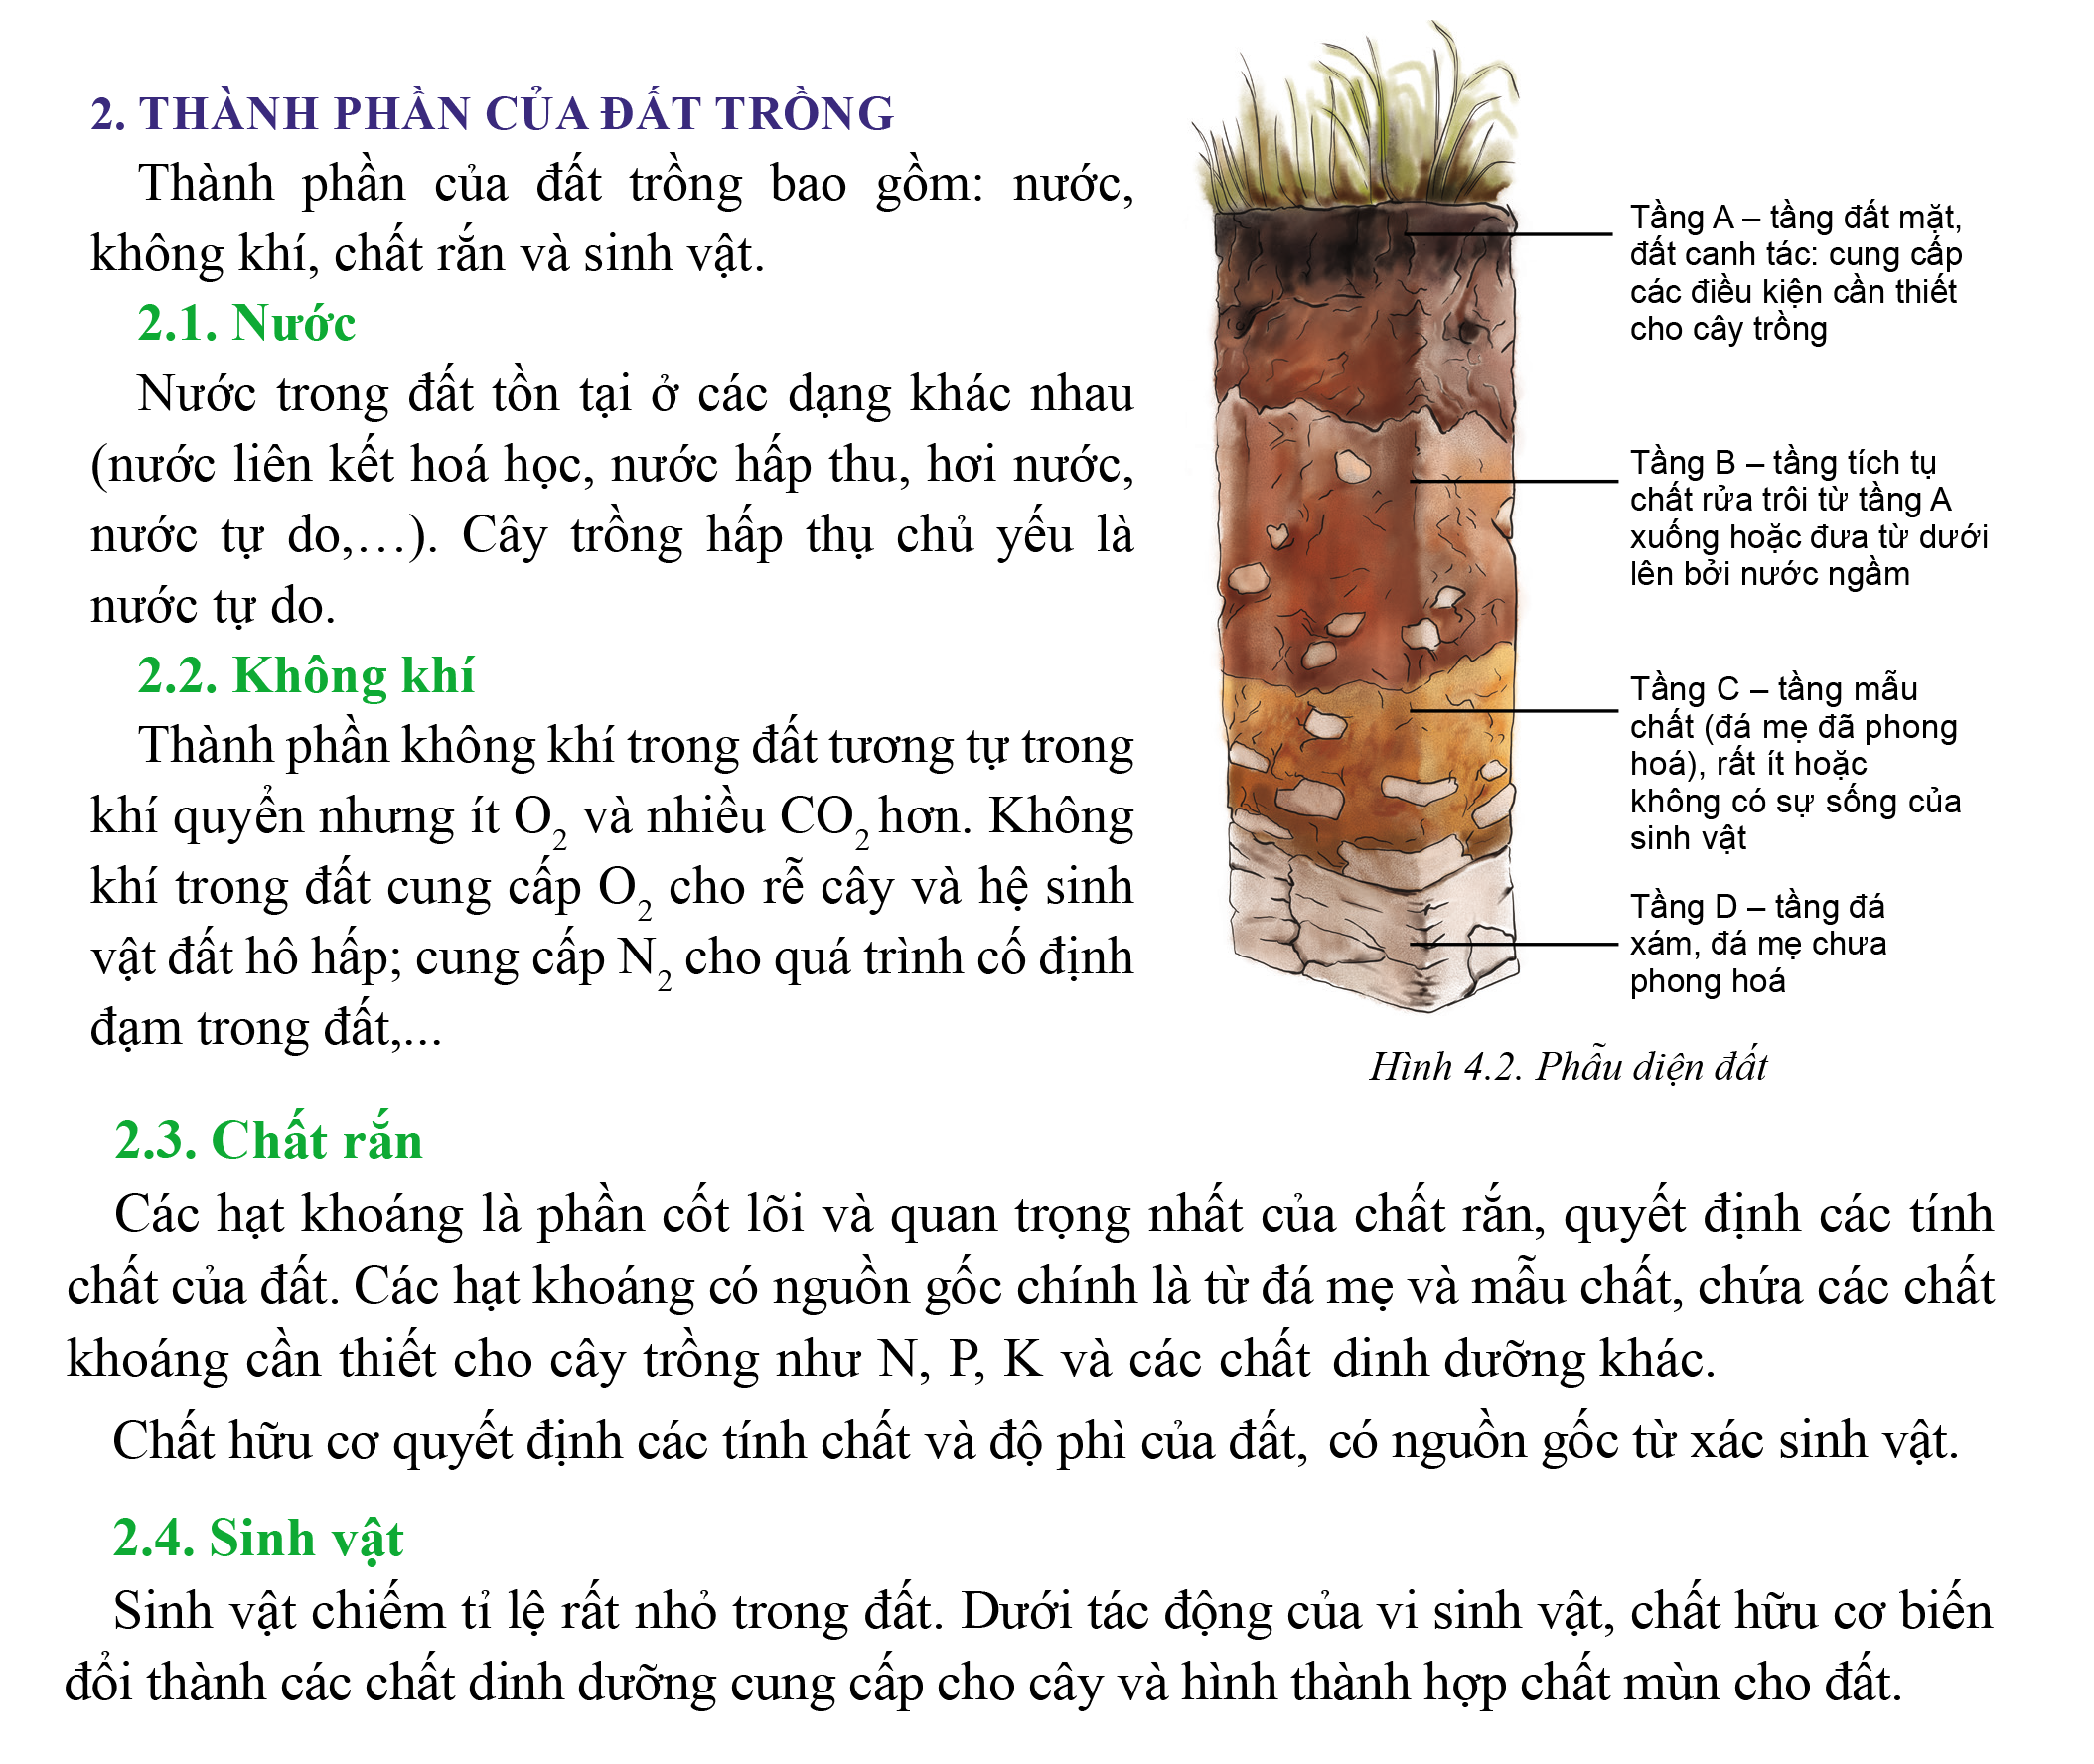 2. THÀNH PHẦN CỦA ĐẤT TRỒNG
Thành phần của đất trồng bao gồm: nước,
không khí, chất rắn và sinh vật.
2.1. Nước
Nước trong đất tồn tại ở các dạng khác nhau
(nước liên kết hoá học, nước hấp thu, hơi nước,
nước tự do,…). Cây trồng hấp thụ chủ yếu là
nước tự do.
2.2. Không khí
Thành phần không khí trong đất tương tự trong
khí quyển nhưng ít O₂ và nhiều CO₂ hơn. Không
khí trong đất cung cấp O₂ cho rễ cây và hệ sinh
vật đất hô hấp; cung cấp N₂ cho quá trình cố định
đạm trong đất,...
Tầng A – tầng đất mặt,
đất canh tác: cung cấp
các điều kiện cần thiết
cho cây trồng
Tầng B – tầng tích tụ
chất rửa trôi từ tầng A
xuống hoặc đưa từ dưới
lên bởi nước ngầm
Tầng C – tầng mẫu
chất (đá mẹ đã phong
hoá), rất ít hoặc
không có sự sống của
sinh vật
Tầng D – tầng đá
xám, đá mẹ chưa
phong hoá
Hình 4.2. Phẫu diện đất
2.3. Chất rắn
Các hạt khoáng là phần cốt lõi và quan trọng nhất của chất rắn, quyết định các tính
chất của đất. Các hạt khoáng có nguồn gốc chính là từ đá mẹ và mẫu chất, chứa các chất
khoáng cần thiết cho cây trồng như N, P, K và các chất dinh dưỡng khác.
Chất hữu cơ quyết định các tính chất và độ phì của đất, có nguồn gốc từ xác sinh vật.
2.4. Sinh vật
Sinh vật chiếm tỉ lệ rất nhỏ trong đất. Dưới tác động của vi sinh vật, chất hữu cơ biến
đổi thành các chất dinh dưỡng cung cấp cho cây và hình thành hợp chất mùn cho đất.